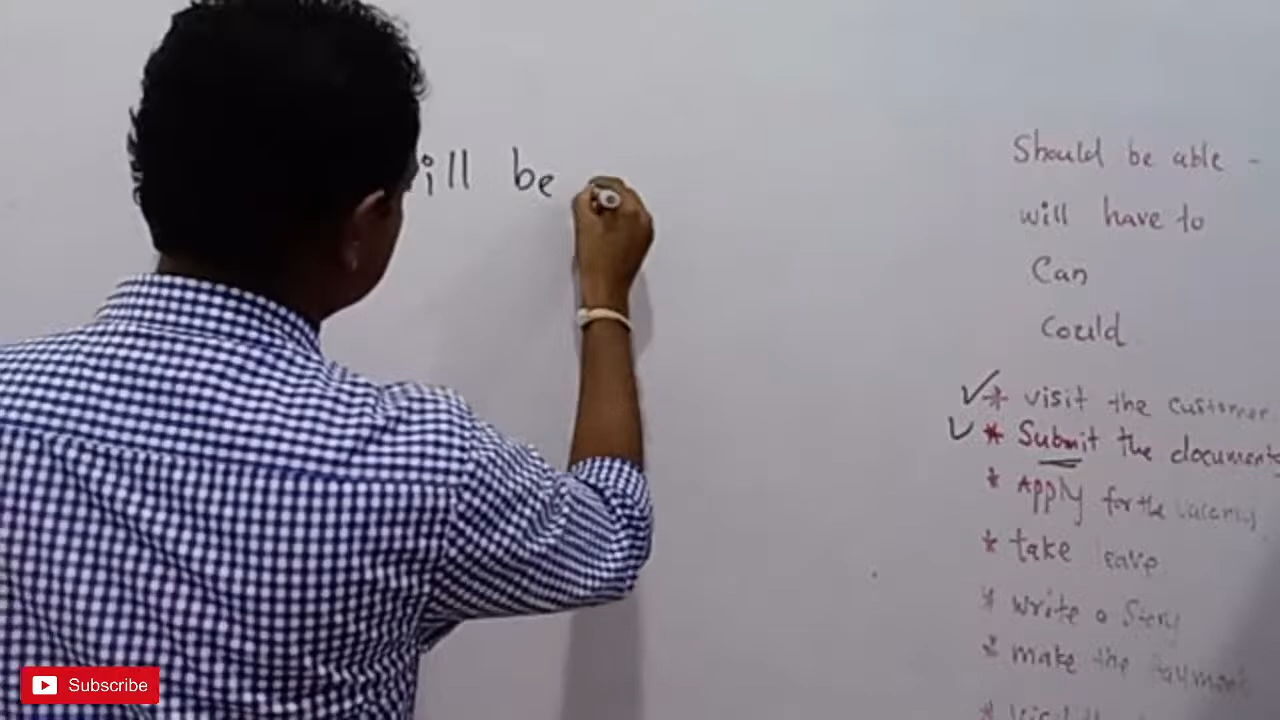 ill be
Should be able -
will have to
Can
Could
* visit the customer
* Submit the documents
* Apply for the
* take leave
* write a Story
* make the Payment
Subscribe